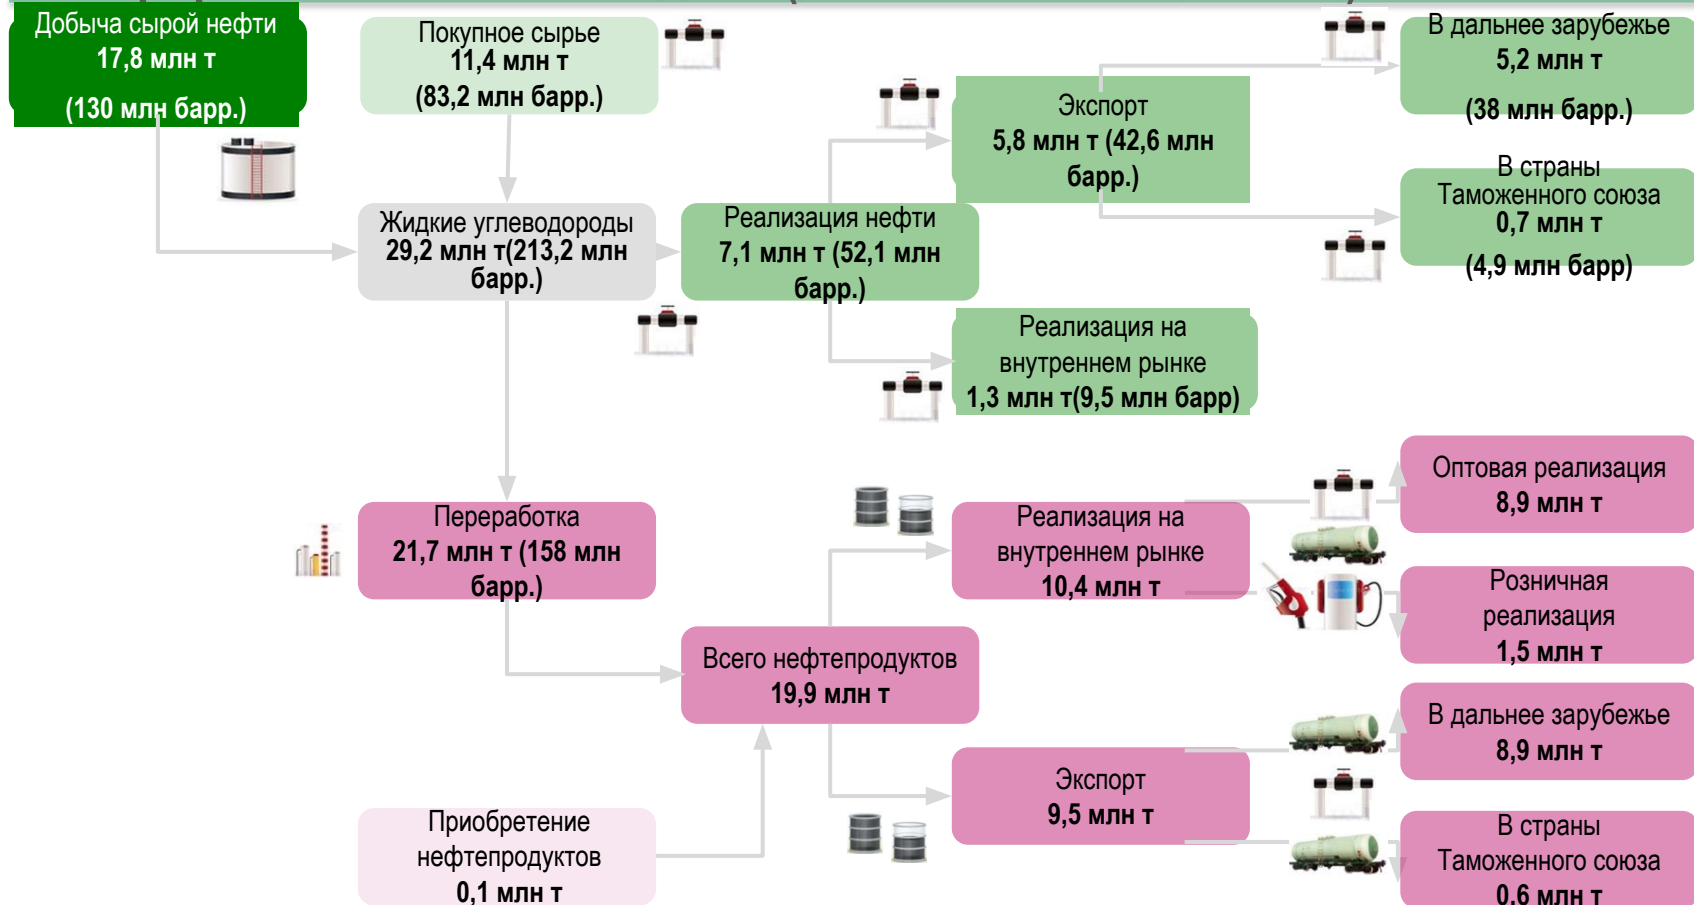 Добыча сырой нефти
17,8 млн т
(130 млн барр.)
Покупное сырье
11,4 млн т
(83,2 млн барр.)
Жидкие углеводороды
29,2 млн т(213,2 млн
барр.)
Реализация нефти
7,1 млн т (52,1 млн
барр.)
Экспорт
5,8 млн т (42,6 млн
барр.)
В дальнее зарубежье
5,2 млн т
(38 млн барр.)
В страны
Таможенного союза
0,7 млн т
(4,9 млн барр)
Реализация на
внутреннем рынке
1,3 млн т(9,5 млн барр)
Переработка
21,7 млн т (158 млн
барр.)
Всего нефтепродуктов
19,9 млн т
Приобретение
нефтепродуктов
0,1 млн т
Реализация на
внутреннем рынке
10,4 млн т
Оптовая реализация
8,9 млн т
Розничная
реализация
1,5 млн т
Экспорт
9,5 млн т
В дальнее зарубежье
8,9 млн т
В страны
Таможенного союза
0,6 млн т